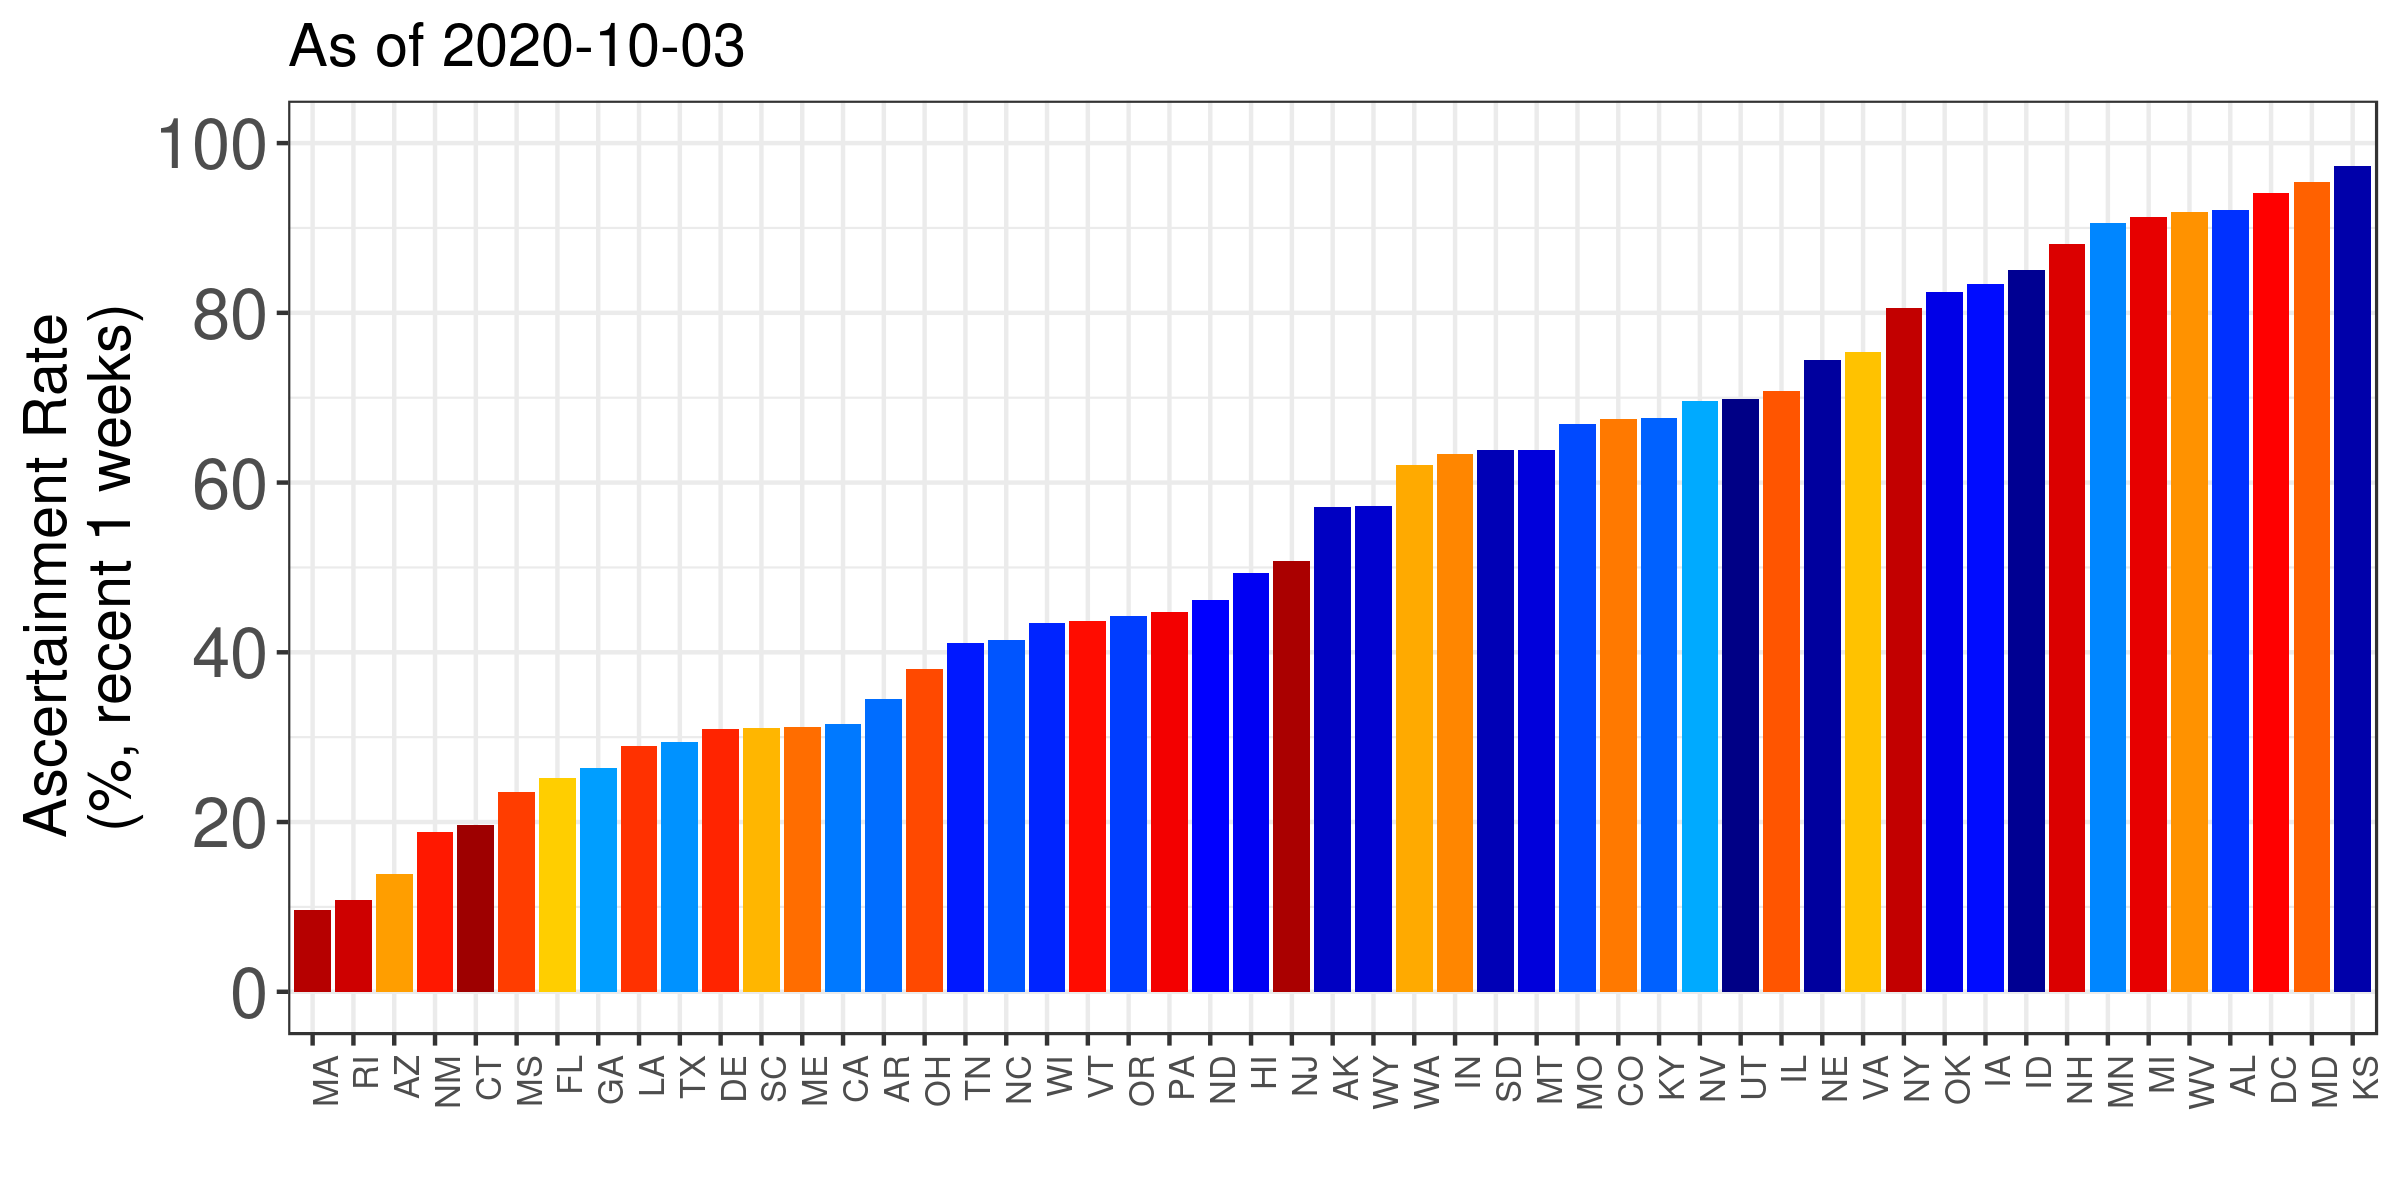 As of 2020-10-03
Ascertainment Rate
(%, recent 1 weeks)
100
80
60
40
20
0
MA
RI
AZ
NM
CT
MS
FL
GA
LA
TX
DE
SC
ME
CA
AR
OH
TN
NC
WI
VT
OR
PA
ND
HI
NJ
AK
WY
WA
IN
SD
MT
MO
CO
KY
NV
UT
IL
NE
VA
NY
OK
IA
ID
NH
MN
MI
WV
AL
DC
MD
KS